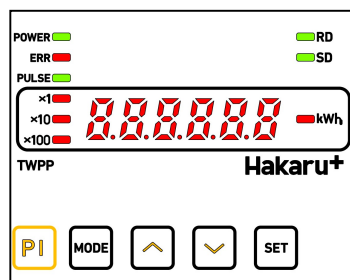 POWER RD
ERR SD
PULSE
×1
8.8.8.8.8.8
×10 kWh
×100
TWPP Hakaru+
PI MODE SET